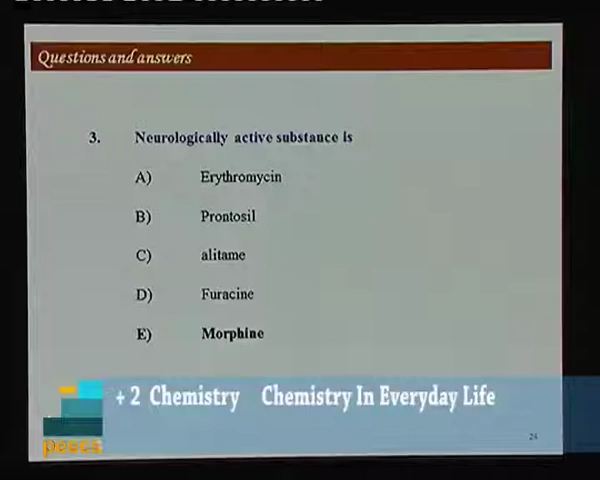 Questions and answers
3. Neurologically active substance is
A) Erythromycin
B) Prontosil
C) alitame
D) Furacine
E) Morphine
+ 2 Chemistry Chemistry In Everyday Life
peecs